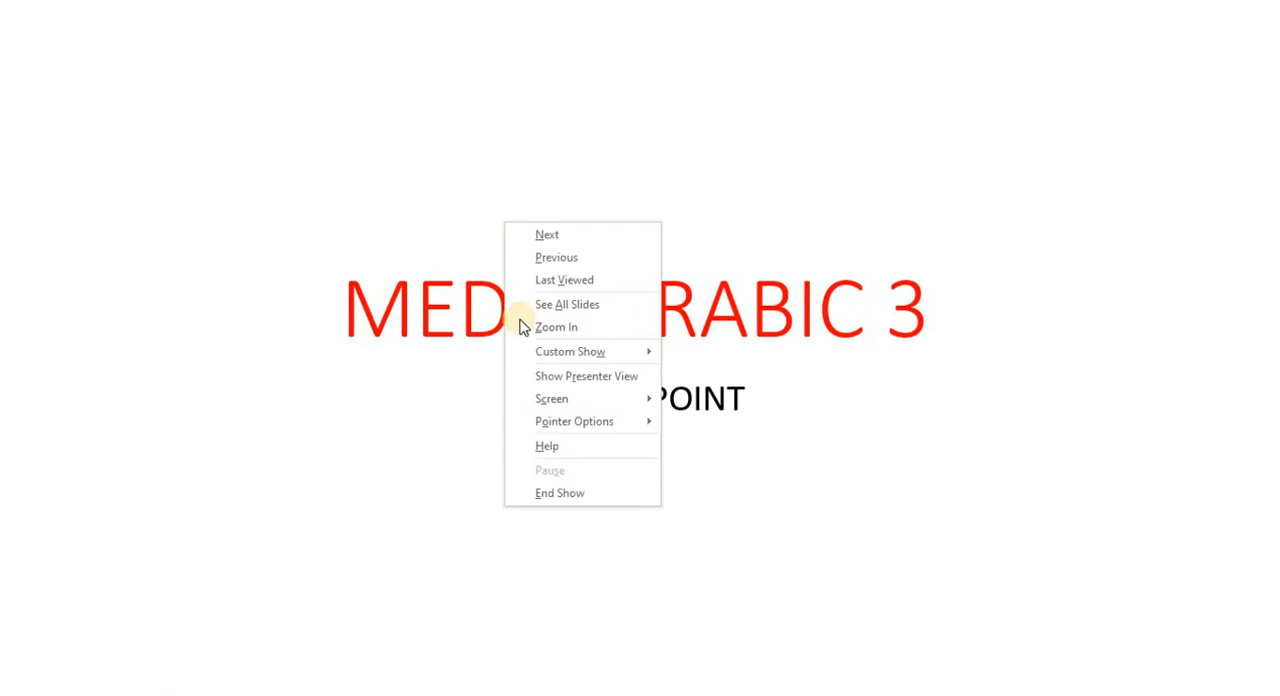 MED
RABIC 3
POINT
Next
Previous
Last Viewed
See All Slides
Zoom In
Custom Show
Show Presenter View
Screen
Pointer Options
Help
Pause
End Show